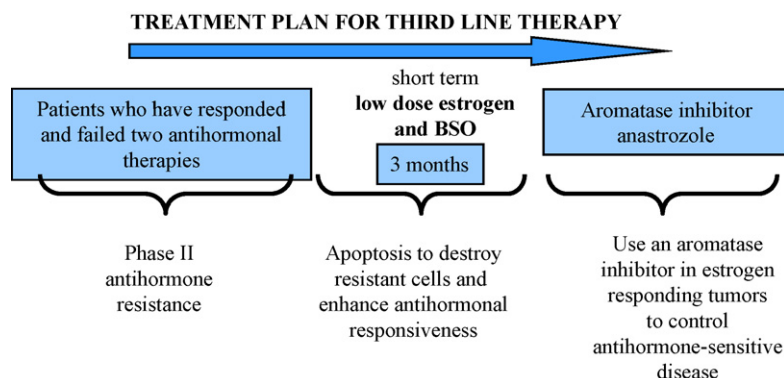 TREATMENT PLAN FOR THIRD LINE THERAPY
Patients who have responded
and failed two antihormonal
therapies
short term
low dose estrogen
and BSO
3 months
Aromatase inhibitor
anastrozole
Phase II
antihormone
resistance
Apoptosis to destroy
resistant cells and
enhance antihormonal
responsiveness
Use an aromatase
inhibitor in estrogen
responding tumors
to control
antihormone-sensitive
disease